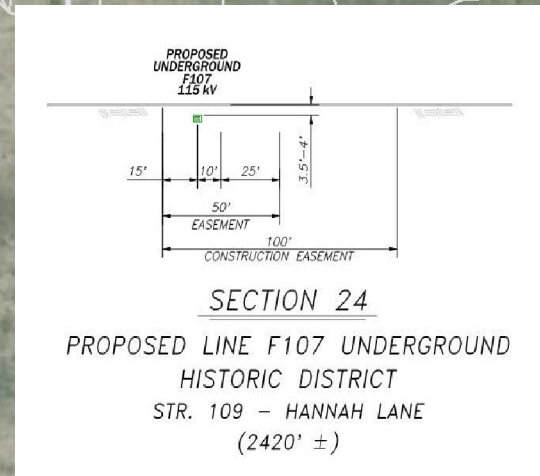 PROPOSED
UNDERGROUND
F107
115 kV
3.5'-4'
15'
10'
25'
50'
EASEMENT
100'
CONSTRUCTION EASEMENT
SECTION 24
PROPOSED LINE F107 UNDERGROUND
HISTORIC DISTRICT
STR. 109 – HANNAH LANE
(2420' ±)